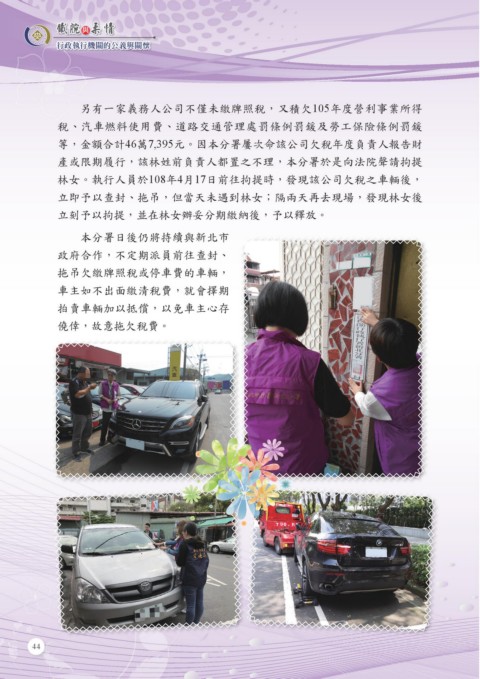 鐵腕與柔情
行政執行機關的公義與關懷
另有一家義務人公司不僅未繳牌照稅，又積欠105年度營利事業所得
稅、汽車燃料使用費、道路交通管理處罰條例罰鍰及勞工保險條例罰鍰
等，金額合計46萬7,395元。因本分署屢次命該公司欠稅年度負責人報告財
產或限期履行，該林姓前負責人都置之不理，本分署於是向法院聲請拘提
林女。執行人員於108年4月17日前往拘提時，發現該公司欠稅之車輛後，
立即予以查封、拖吊，但當天未遇到林女；隔兩天再去現場，發現林女後
立刻予以拘提，並在林女辦妥分期繳納後，予以釋放。
本分署日後仍將持續與新北市
政府合作，不定期派員前往查封、
拖吊欠繳牌照稅或停車費的車輛，
車主如不出面繳清稅費，就會擇期
拍賣車輛加以抵償，以免車主心存
僥倖，故意拖欠稅費。
44